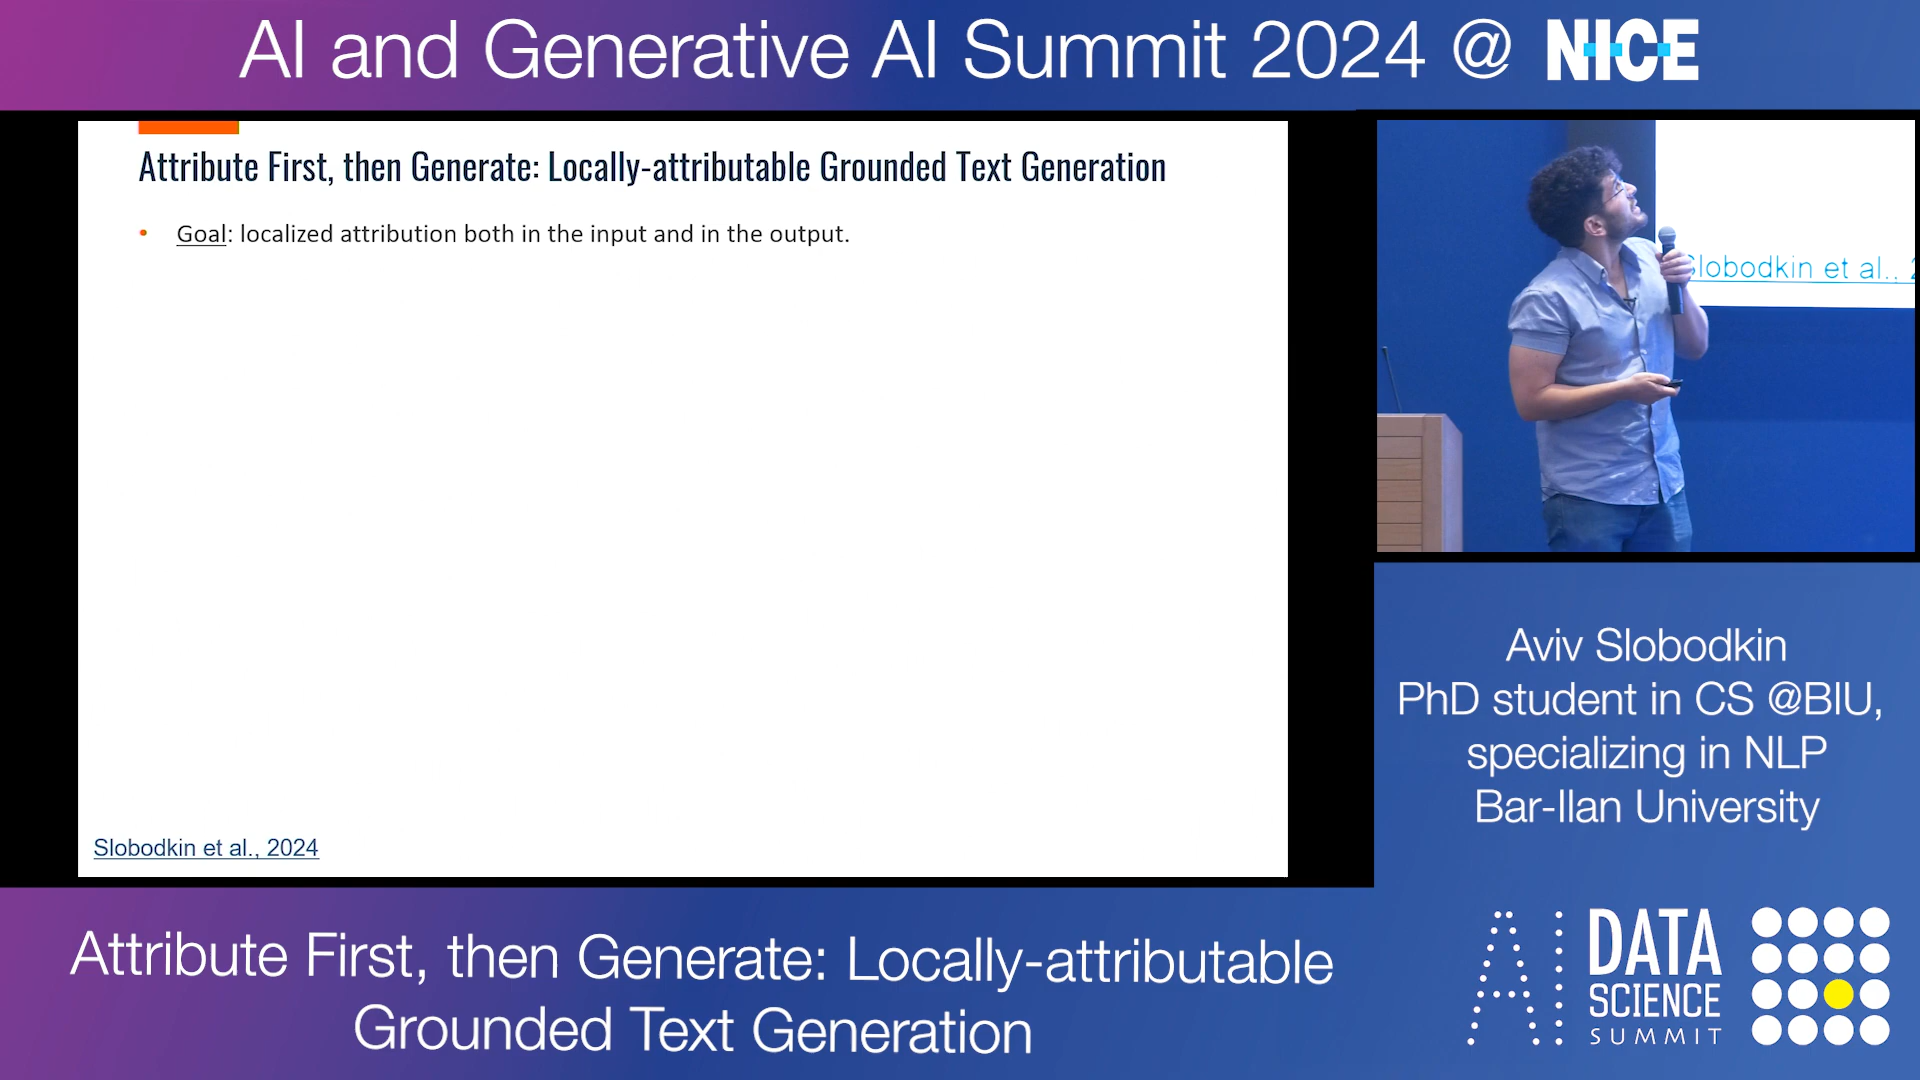 AI and Generative AI Summit 2024 @ NICE
Attribute First, then Generate: Locally-attributable Grounded Text Generation
• Goal: localized attribution both in the input and in the output.
Slobodkin et al., 2024
Slobodkin et al.,
Aviv Slobodkin
PhD student in CS @BIU,
specializing in NLP
Bar-Ilan University
Attribute First, then Generate: Locally-attributable
Grounded Text Generation
AI
DATA
SCIENCE
SUMMIT